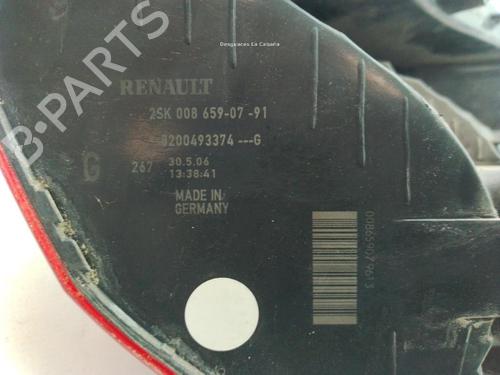 Desguaces La Cabaña
RENAULT
2SK 008 659-07 -91
8200493374 ---G
G 267 30.5.06
13:38:41
MADE IN
GERMANY